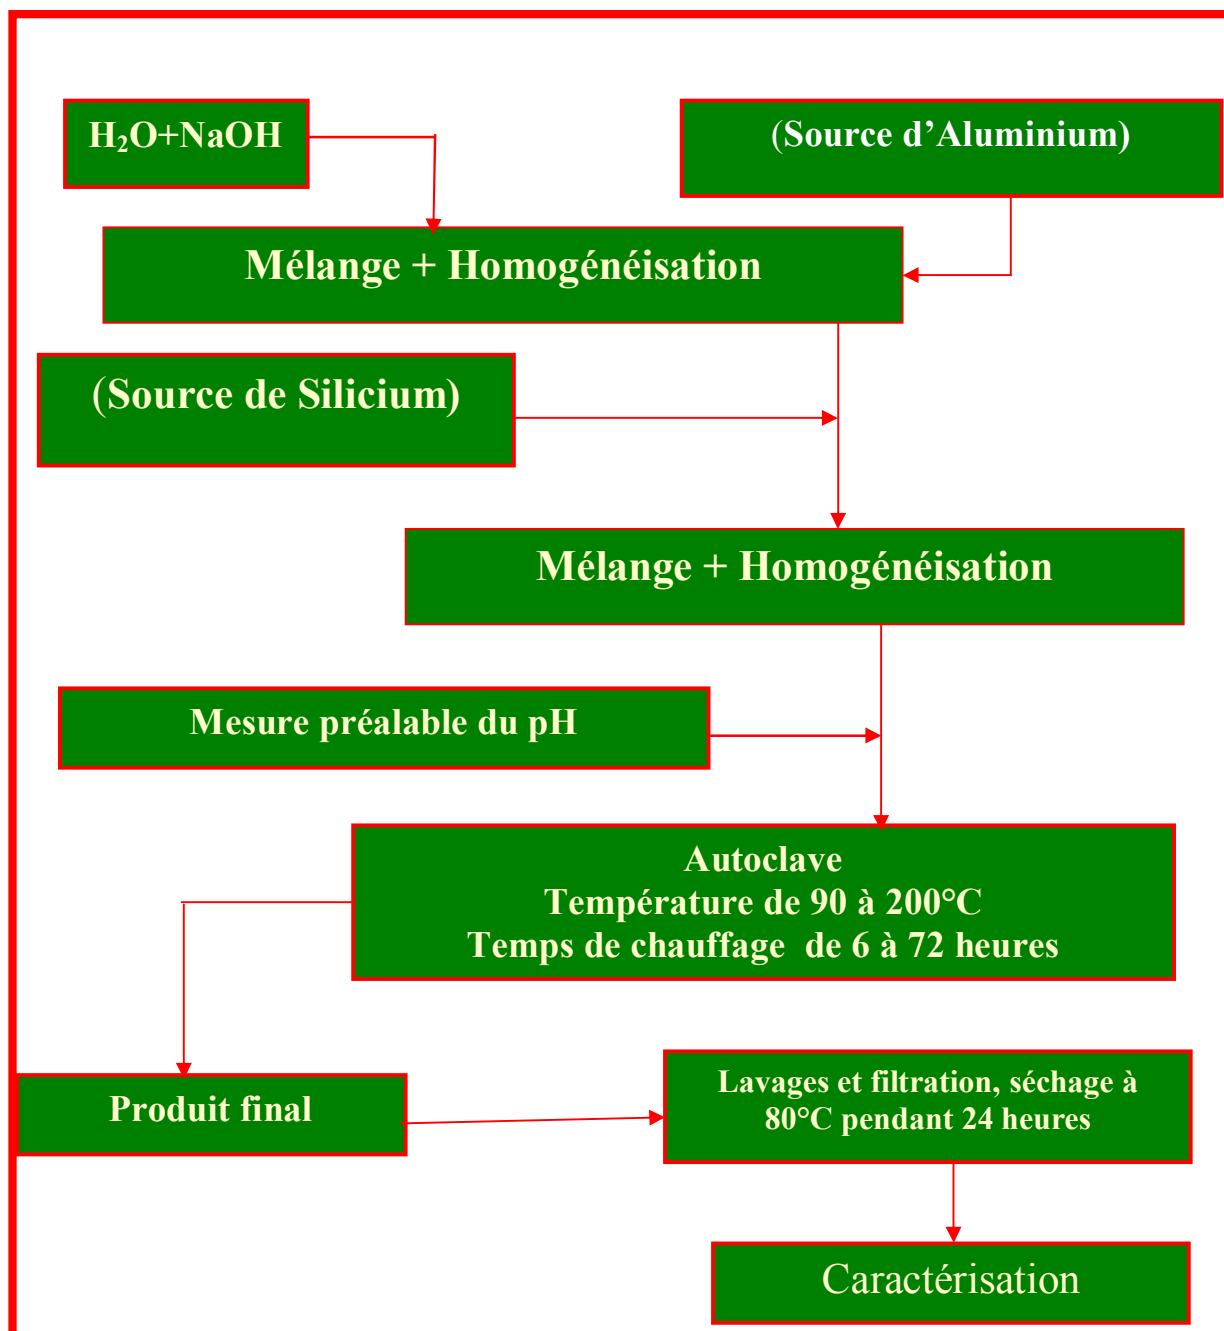 H₂O+NaOH
(Source d’Aluminium)
Mélange + Homogénéisation
(Source de Silicium)
Mélange + Homogénéisation
Mesure préalable du pH
Autoclave
Température de 90 à 200°C
Temps de chauffage  de 6 à 72 heures
Produit final
Lavages et filtration, séchage à
80°C pendant 24 heures
Caractérisation